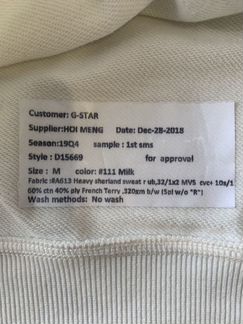 Customer: G-STAR
Supplier:HOI MENG Date: Dec-28-2018
Season:19Q4 sample : 1st sms
Style : D15669 for approval
Size : M color: #111 Milk
Fabric :#A613 Heavy sherland sweat r ub,32/1x2 MVS cvc+ 10s/1
60% ctn 40% ply French Terry ,320gm b/w (Sol w/o "R")
Wash methods: No wash